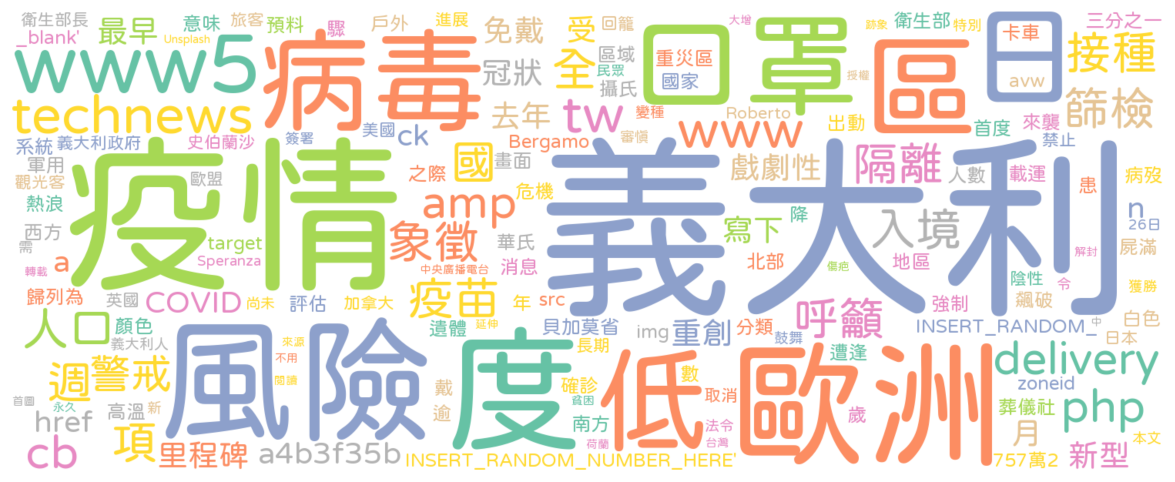 衛生部長 旅客 預料 戶外 進展 大增 跡象 衛生部 特別 三分之一
_blank' 最早 意味 Unsplash 驟 免戴 受 回籠 口罩 卡車 日 接種
www5 病毒 冠狀 全 區域 重災區 民眾 國家 區 avw
technews 去年 攝氏 授權 篩檢
tw 變種 Roberto 首度 來襲
系統 義大利政府 史伯蘭沙 簽署 美國 ck Bergamo www 審慎 出動 禁止
軍用 國 畫面 戲劇性 隔離 人數 載運 患 病歿
觀光客 歐盟 之際 危機
疫情 義大利
熱浪 amp 寫下 降 入境 n
西方 target 象徵 華氏 26日
需 Speranza a 北部 地區 解封 屍滿
轉載 中央廣播電台 消息 傷疤 陰性 令
歸列為 英國 COVID 尚未 評估 加拿大 疫苗 年 src 呼籲 強制 飆破 獲勝
人口 顏色 遺體 延伸 貝加莫省 img 重創 分類 INSERT_RANDOM_ 中 白色
義大利人 鼓舞 遭逢 日本
風險 度 低 歐洲
週 警戒 來源 不用 長期 delivery
閱讀 戴 確診 數 取消 zoneid
首圖 永久 高溫 新 逾 貧困 歲 葬儀社 php
href 項 南方 法令 月 本文
cb 里程碑 a4b3f35b INSERT_RANDOM_NUMBER_HERE' 荷蘭 台灣 757萬2 新型